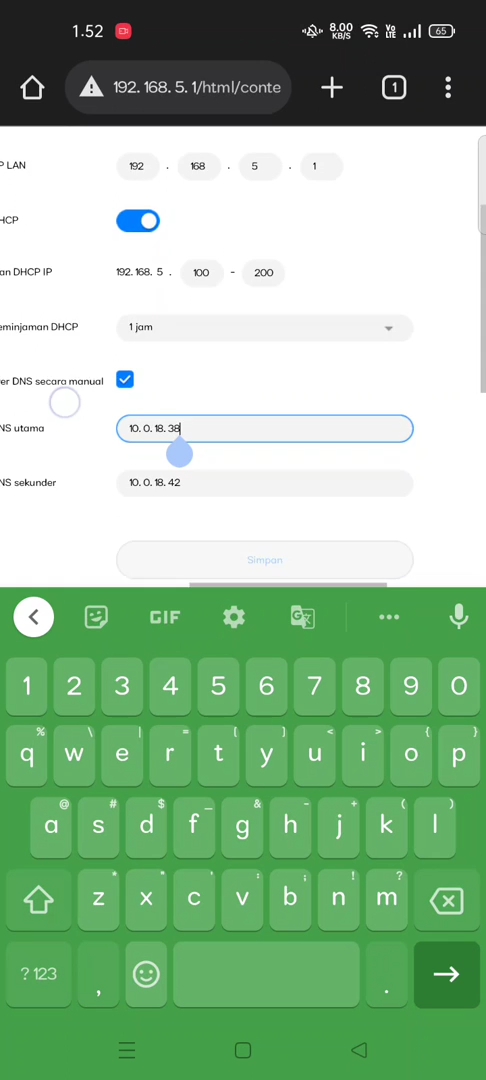 1.52 8.00 KB/S VO LTE 65
192. 168. 5. 1/html/conte 1
P LAN 192 . 168 . 5 . 1
HCP
an DHCP IP 192. 168. 5 . 100 - 200
eminjaman DHCP 1 jam
er DNS secara manual
NS utama 10. 0. 18. 38
NS sekunder 10. 0. 18. 42
Simpan
GIF
1 2 3 4 5 6 7 8 9 0
% \ | = [ ] < > { }
q w e r t y u i o p
@ # $ _ & - + ( )
a s d f g h j k l
* " ' : ; ! ?
z x c v b n m
?123 , .